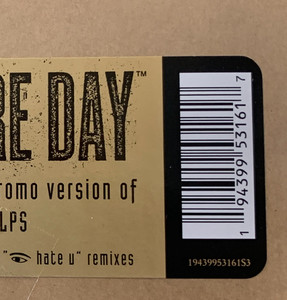 RE DAY™
romo version of
LPS
" hate u" remixes
1 94399 53161 7
19439953161S3